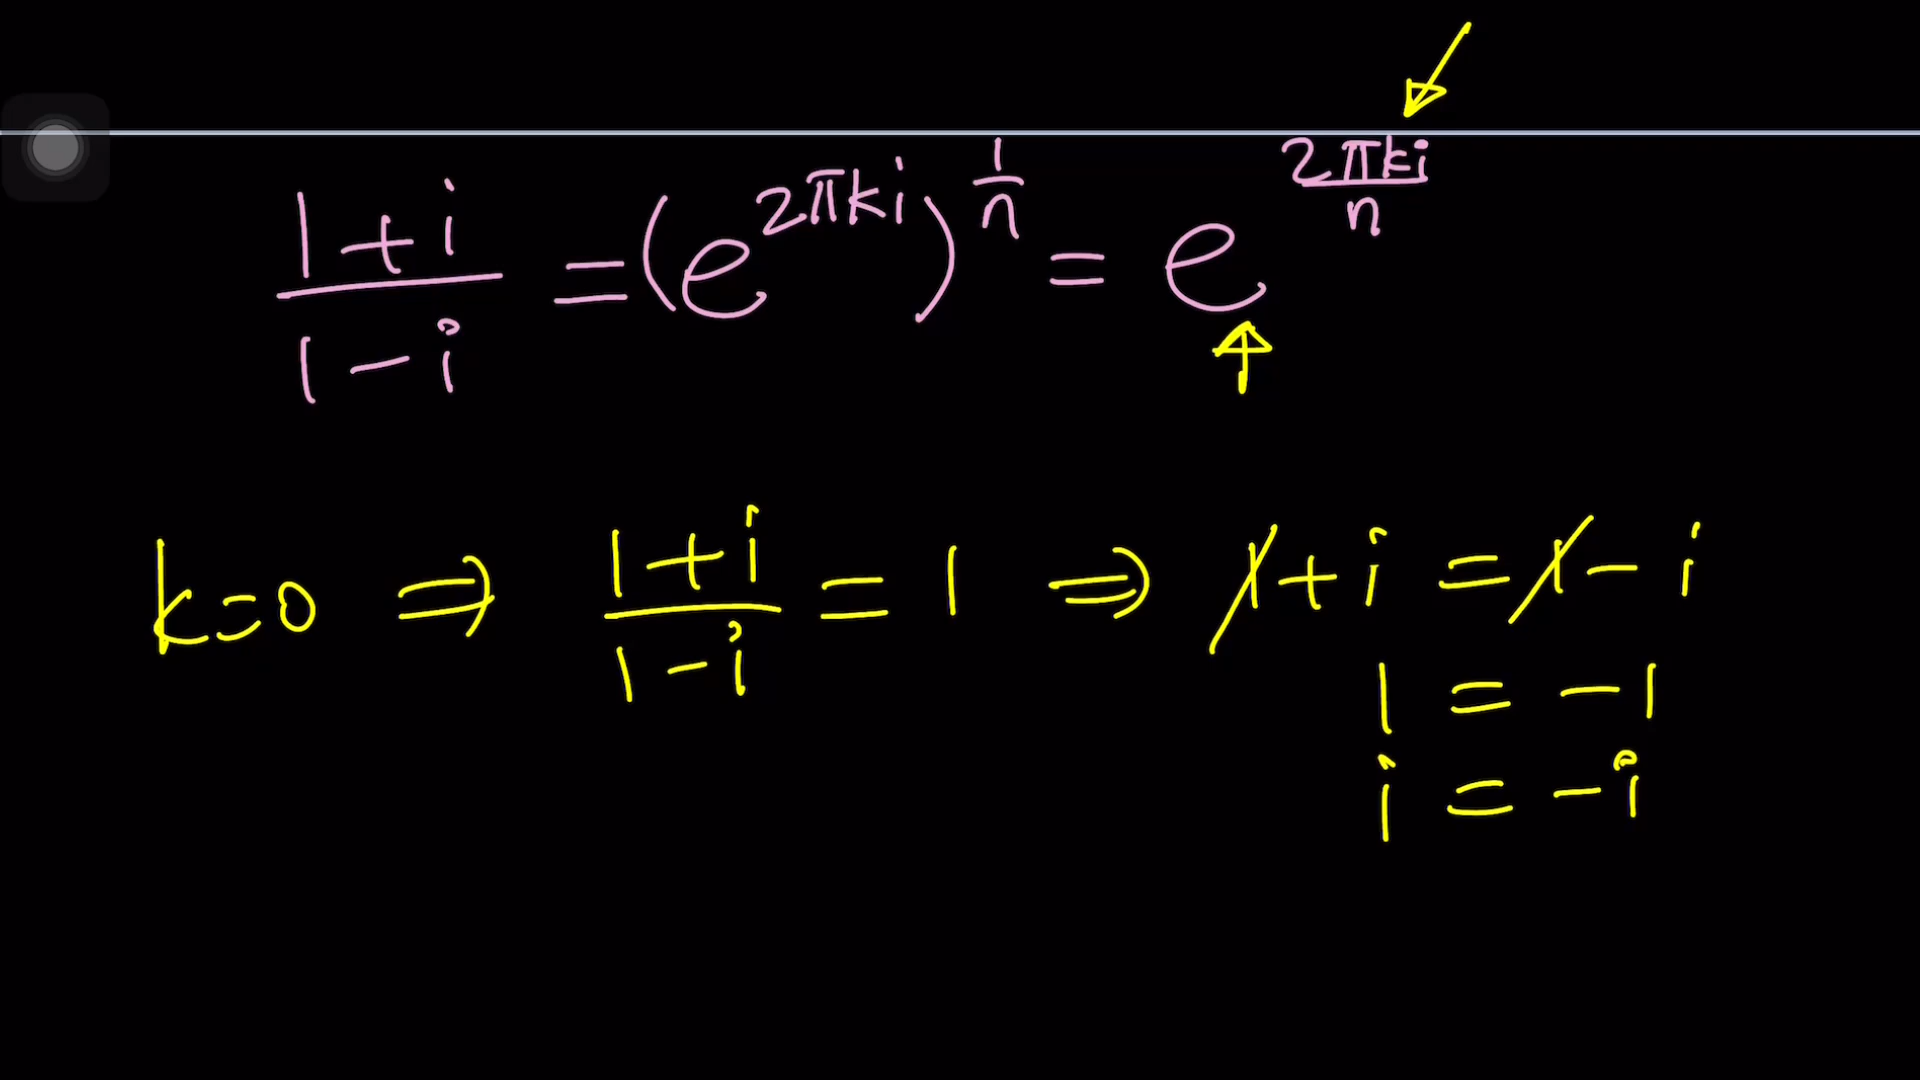 (1+i)/(1-i) = (e^(2πki))^(1/n) = e^(2πki/n)
k=0 ⇒ (1+i)/(1-i) = 1 ⇒ 1+i = 1-i
1 = -1
i = -i